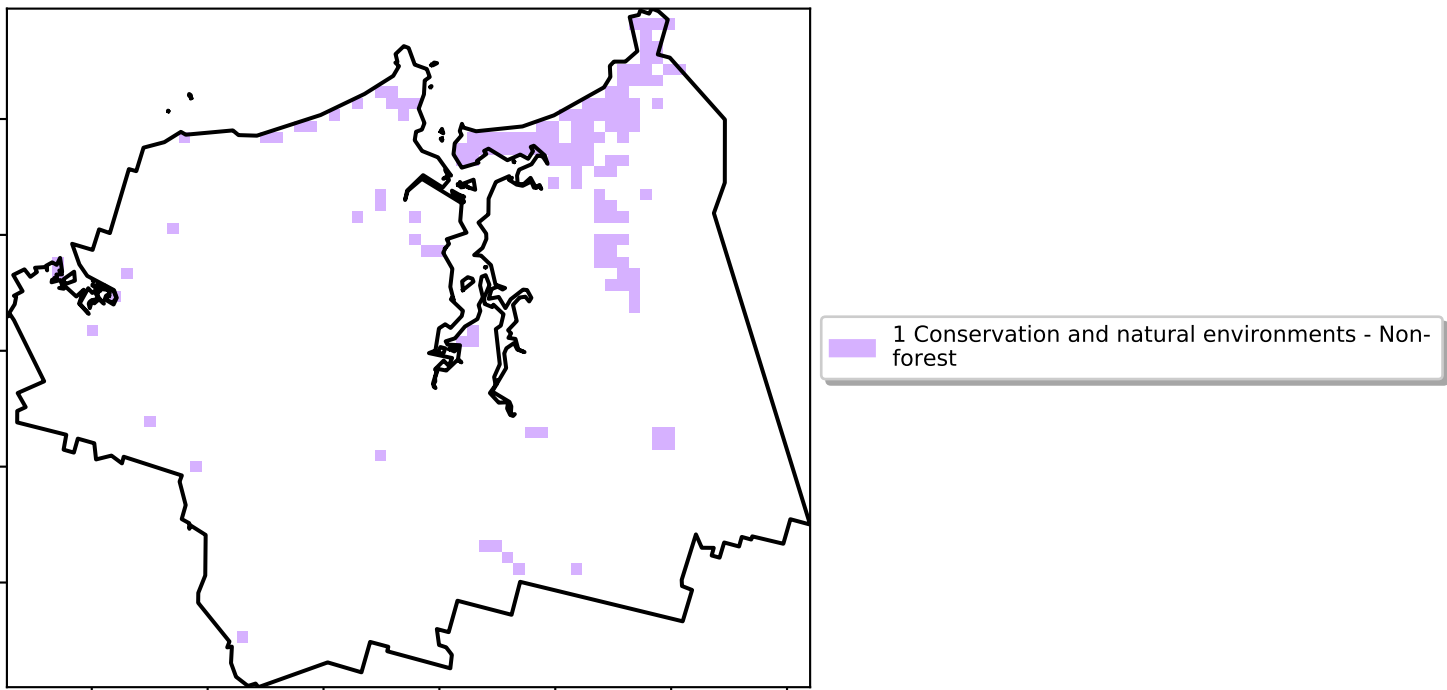 1 Conservation and natural environments - Non-
forest